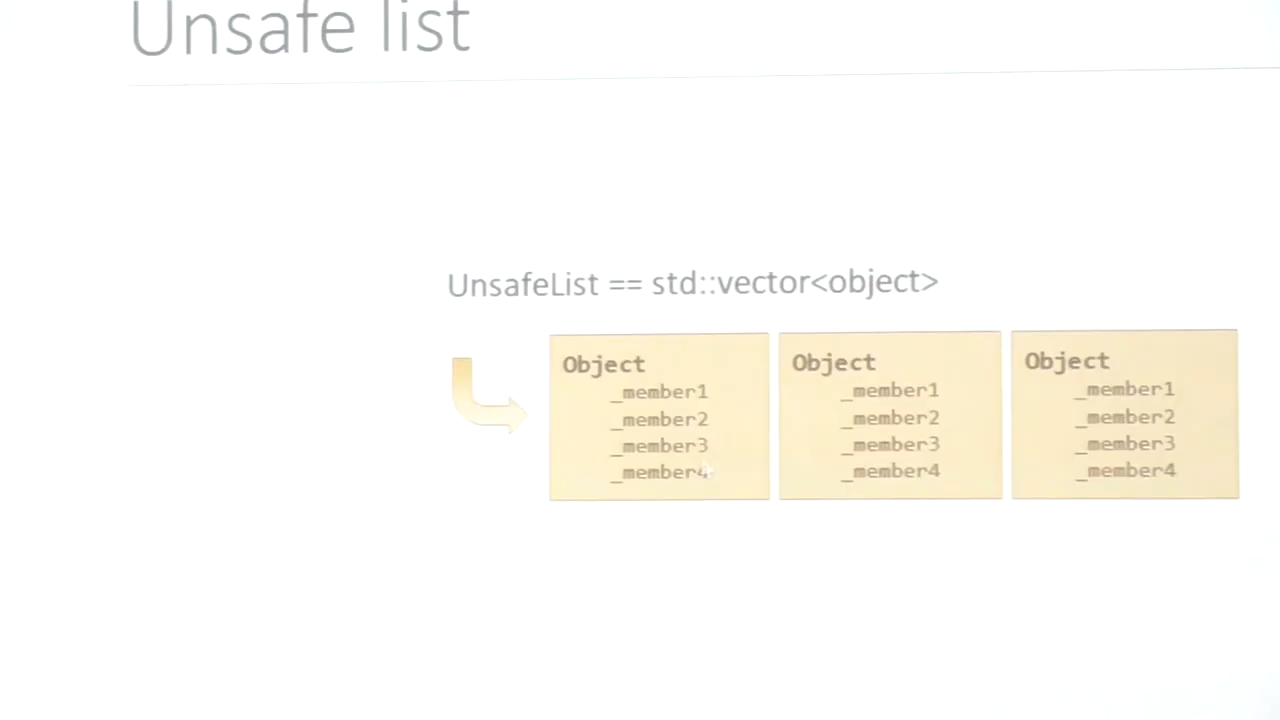 Unsafe list
UnsafeList == std::vector<object>
Object
_member1
_member2
_member3
_member4
Object
_member1
_member2
_member3
_member4
Object
_member1
_member2
_member3
_member4